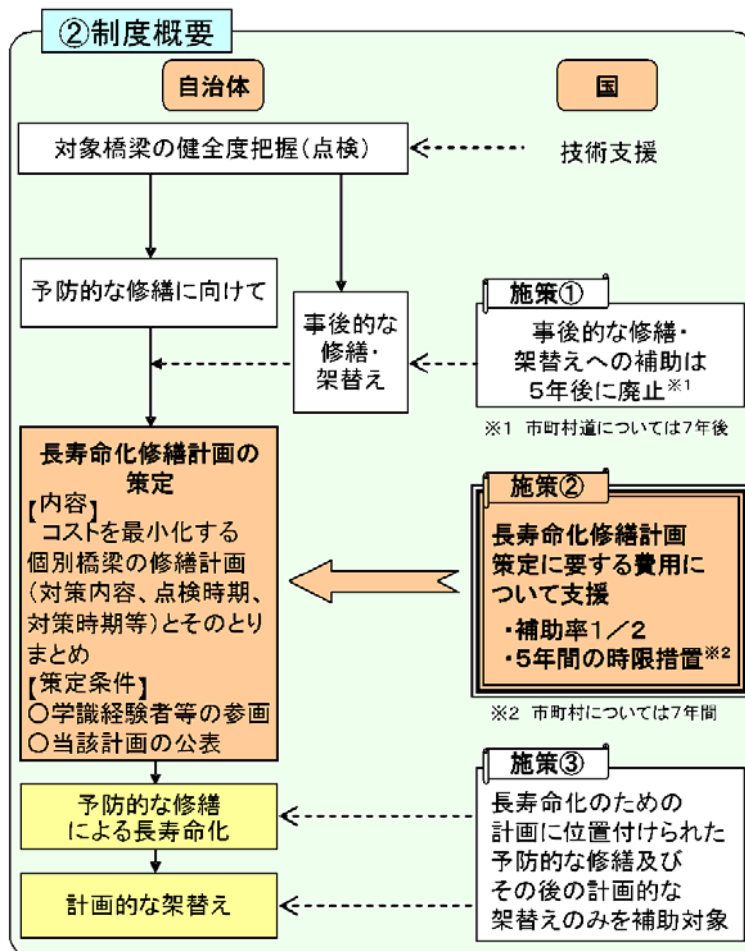 ②制度概要
自治体
国
対象橋梁の健全度把握(点検)
技術支援
予防的な修繕に向けて
事後的な
修繕・
架替え
施策①
事後的な修繕・
架替えへの補助は
5年後に廃止※1
※1 市町村道については7年後
長寿命化修繕計画の
策定
【内容】
コストを最小化する
個別橋梁の修繕計画
(対策内容、点検時期、
対策時期等)とそのとり
まとめ
【策定条件】
○学識経験者等の参画
○当該計画の公表
施策②
長寿命化修繕計画
策定に要する費用に
ついて支援
・補助率1/2
・5年間の時限措置※2
※2 市町村については7年間
予防的な修繕
による長寿命化
計画的な架替え
施策③
長寿命化のための
計画に位置付けられた
予防的な修繕及び
その後の計画的な
架替えのみを補助対象